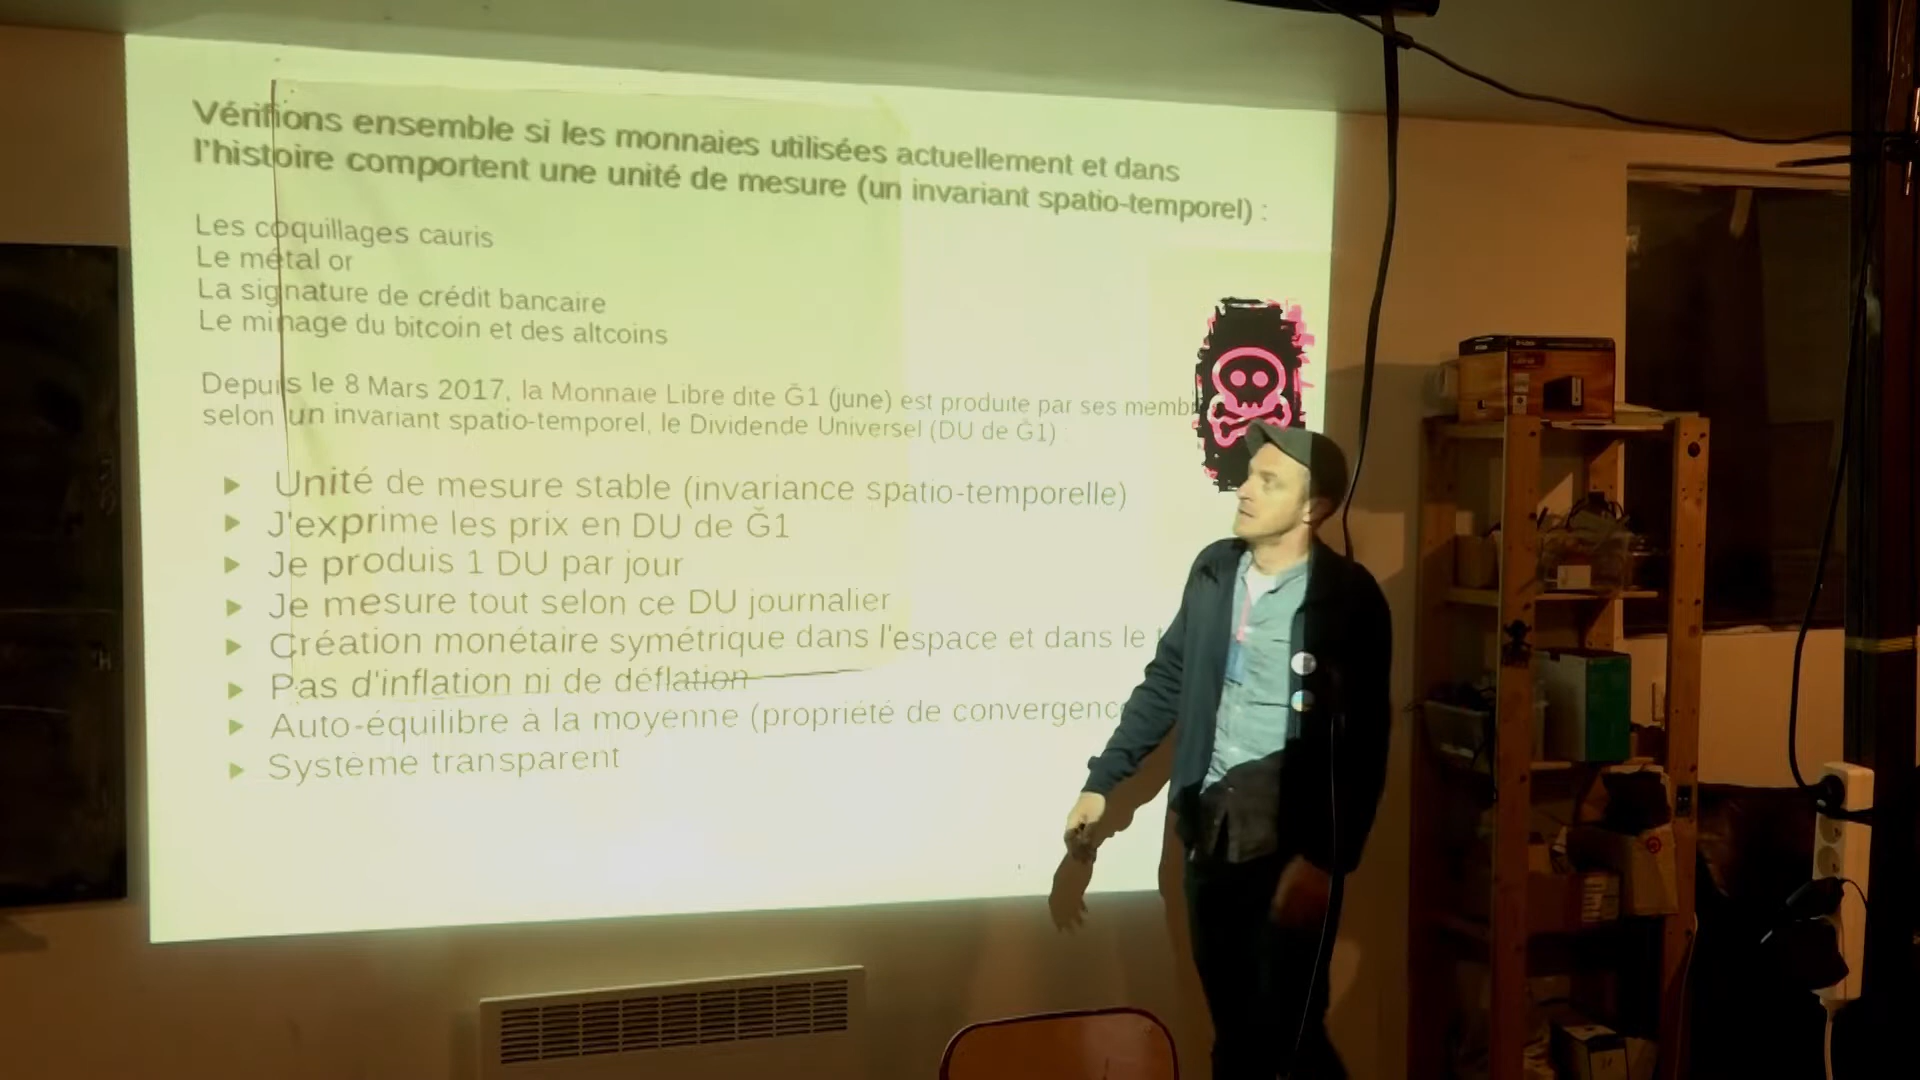 Vérifions ensemble si les monnaies utilisées actuellement et dans
l'histoire comportent une unité de mesure (un invariant spatio-temporel) :
Les coquillages cauris
Le métal or
La signature de crédit bancaire
Le minage du bitcoin et des altcoins
Depuis le 8 Mars 2017, la Monnaie Libre dite Ğ1 (june) est produite par ses memb
selon un invariant spatio-temporel, le Dividende Universel (DU de Ğ1) :
Unité de mesure stable (invariance spatio-temporelle)
J'exprime les prix en DU de Ğ1
Je produis 1 DU par jour
Je mesure tout selon ce DU journalier
Création monétaire symétrique dans l'espace et dans le
Pas d'inflation ni de déflation
Auto-équilibre à la moyenne (propriété de convergenc
Système transparent